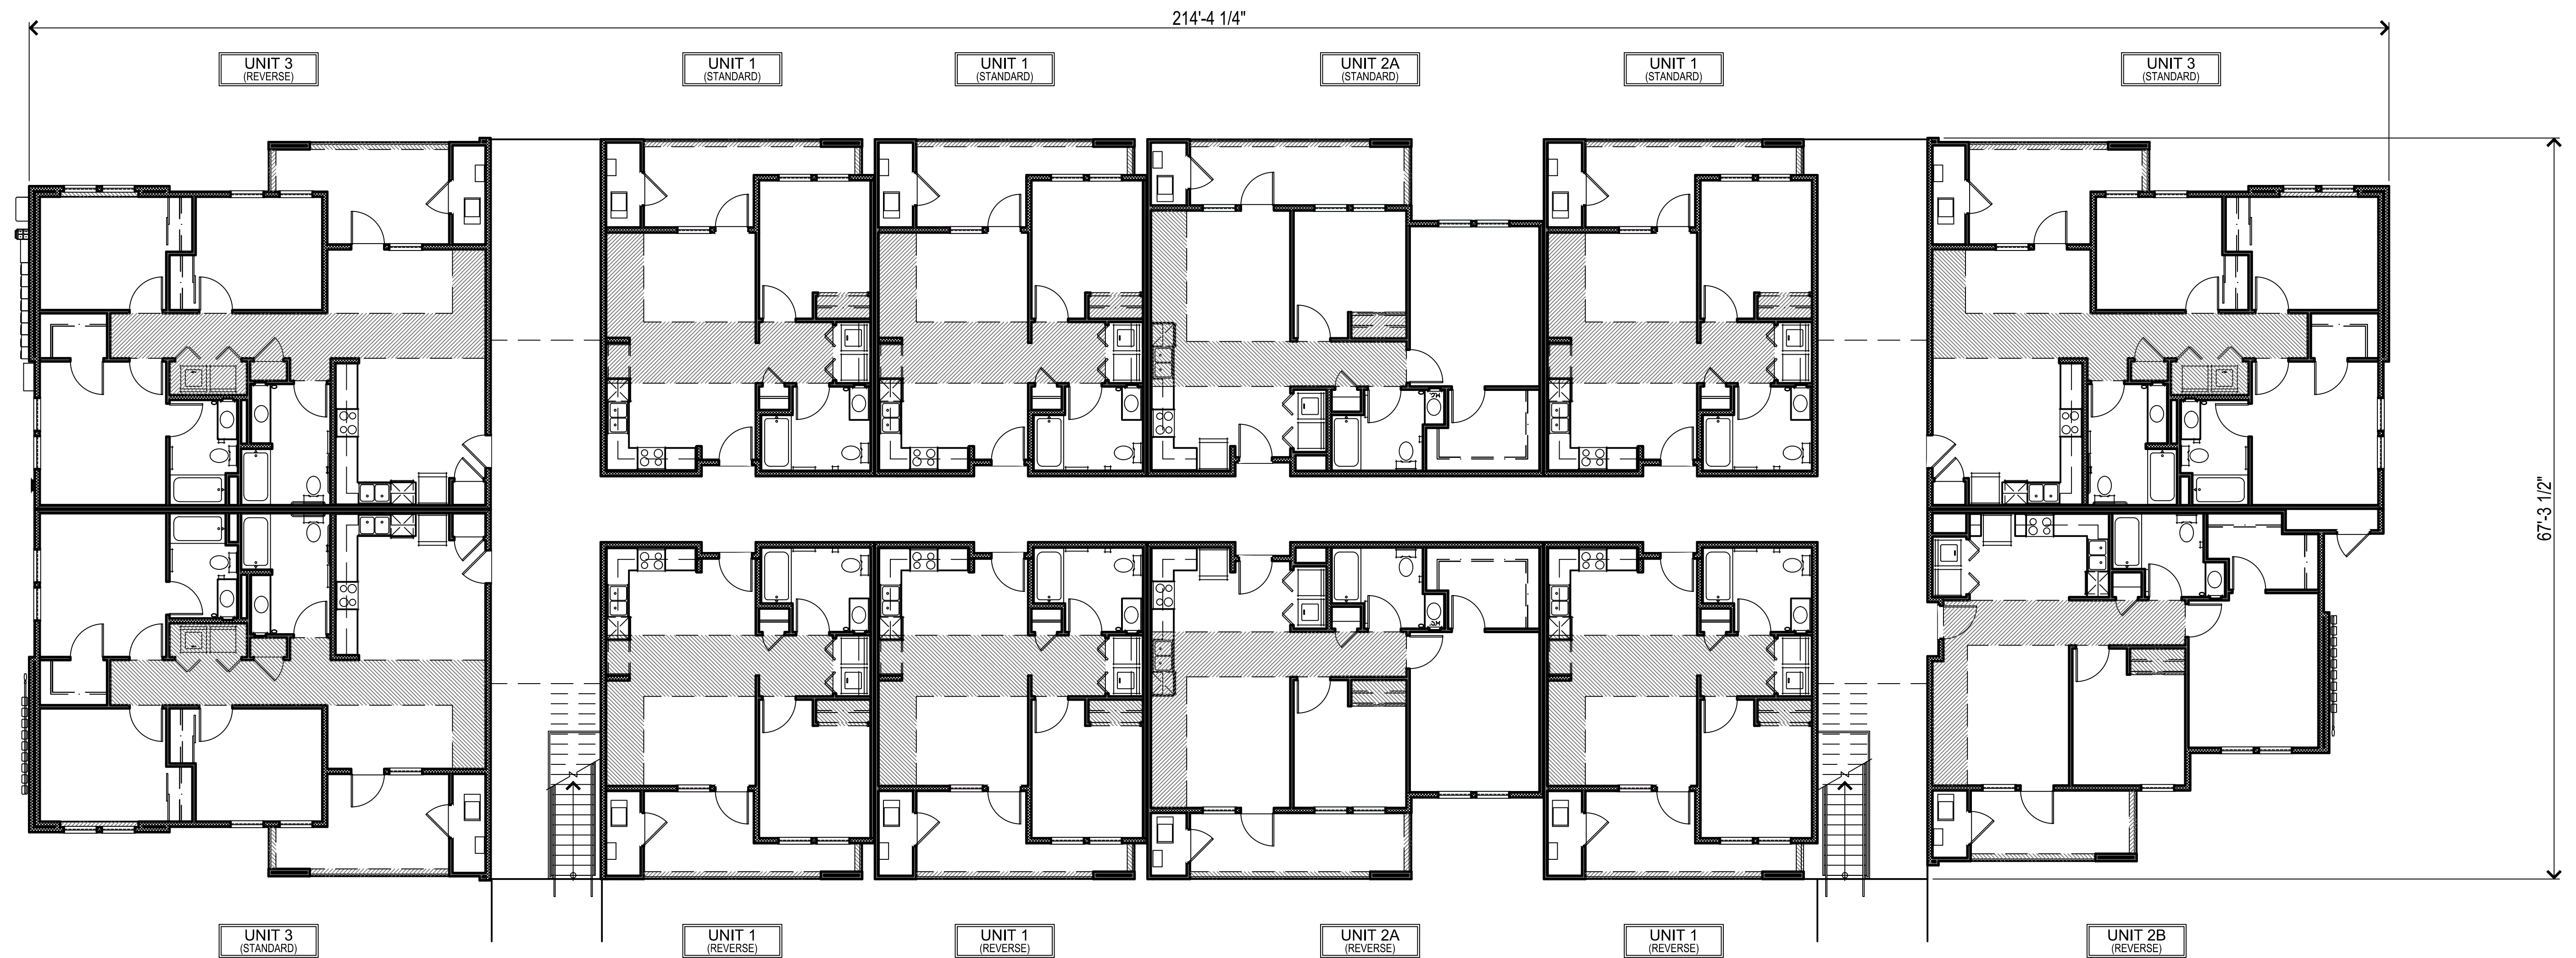 214'-4 1/4"
UNIT 3
(REVERSE)
UNIT 1
(STANDARD)
UNIT 1
(STANDARD)
UNIT 2A
(STANDARD)
UNIT 1
(STANDARD)
UNIT 3
(STANDARD)
67'-3 1/2"
UNIT 3
(STANDARD)
UNIT 1
(REVERSE)
UNIT 1
(REVERSE)
UNIT 2A
(REVERSE)
UNIT 1
(REVERSE)
UNIT 2B
(REVERSE)